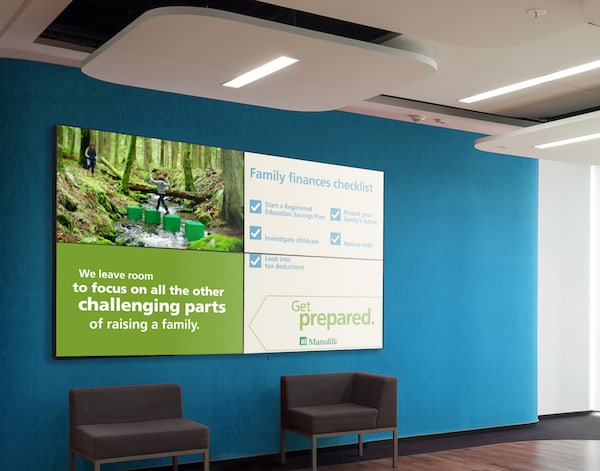 Family finances checklist
Start a Registered
Education Savings Plan
Protect your
family's future
Investigate childcare
Reduce debt
Look into
tax deductions
We leave room
to focus on all the other
challenging parts
of raising a family.
Get
prepared.
Manulife